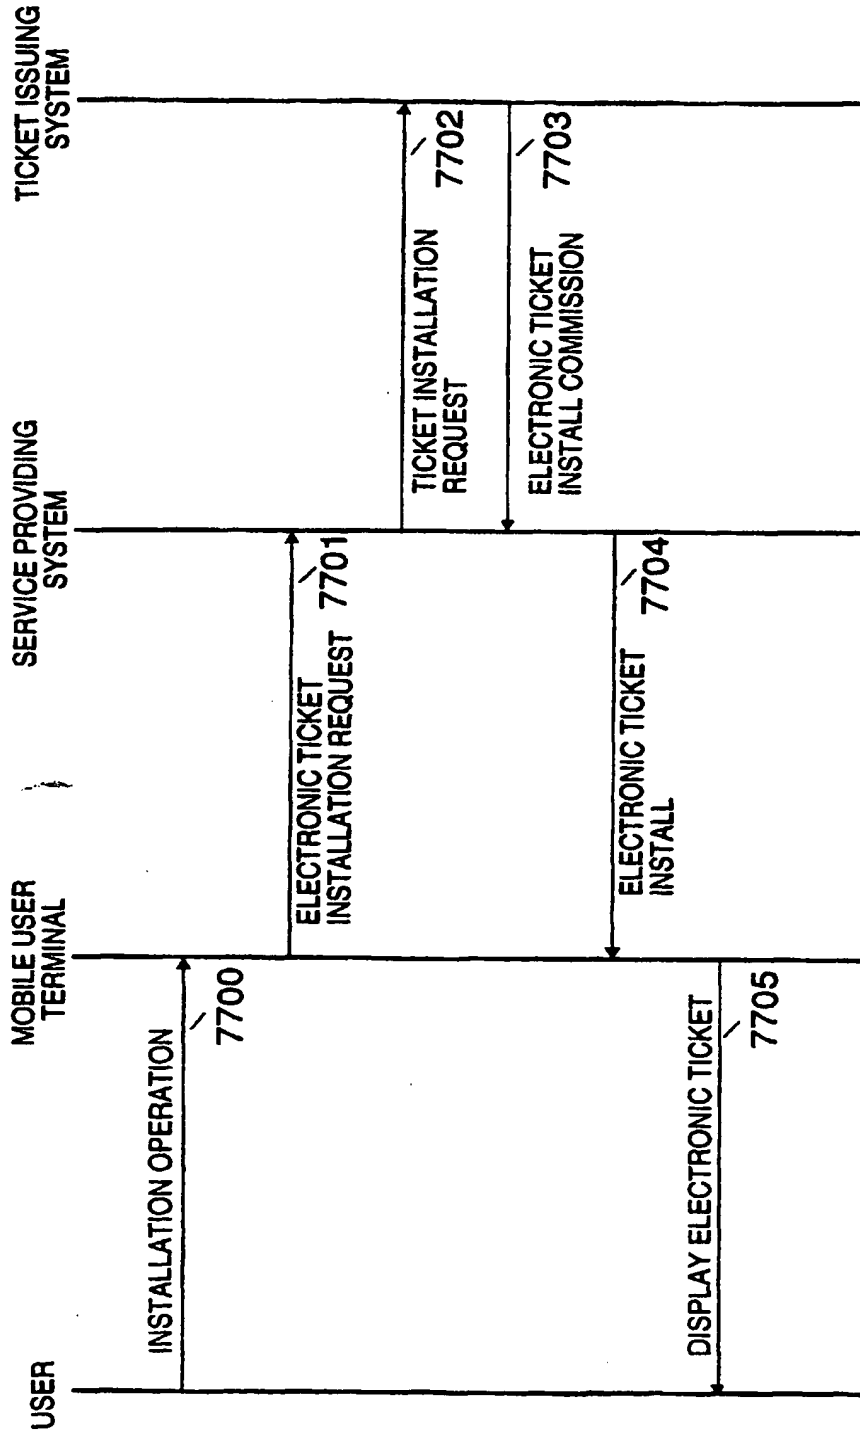 USER
MOBILE USER
TERMINAL
SERVICE PROVIDING
SYSTEM
TICKET ISSUING
SYSTEM
INSTALLATION OPERATION
7700
ELECTRONIC TICKET
INSTALLATION REQUEST
7701
TICKET INSTALLATION
REQUEST
7702
ELECTRONIC TICKET
INSTALL COMMISSION
7703
ELECTRONIC TICKET
INSTALL
7704
DISPLAY ELECTRONIC TICKET
7705